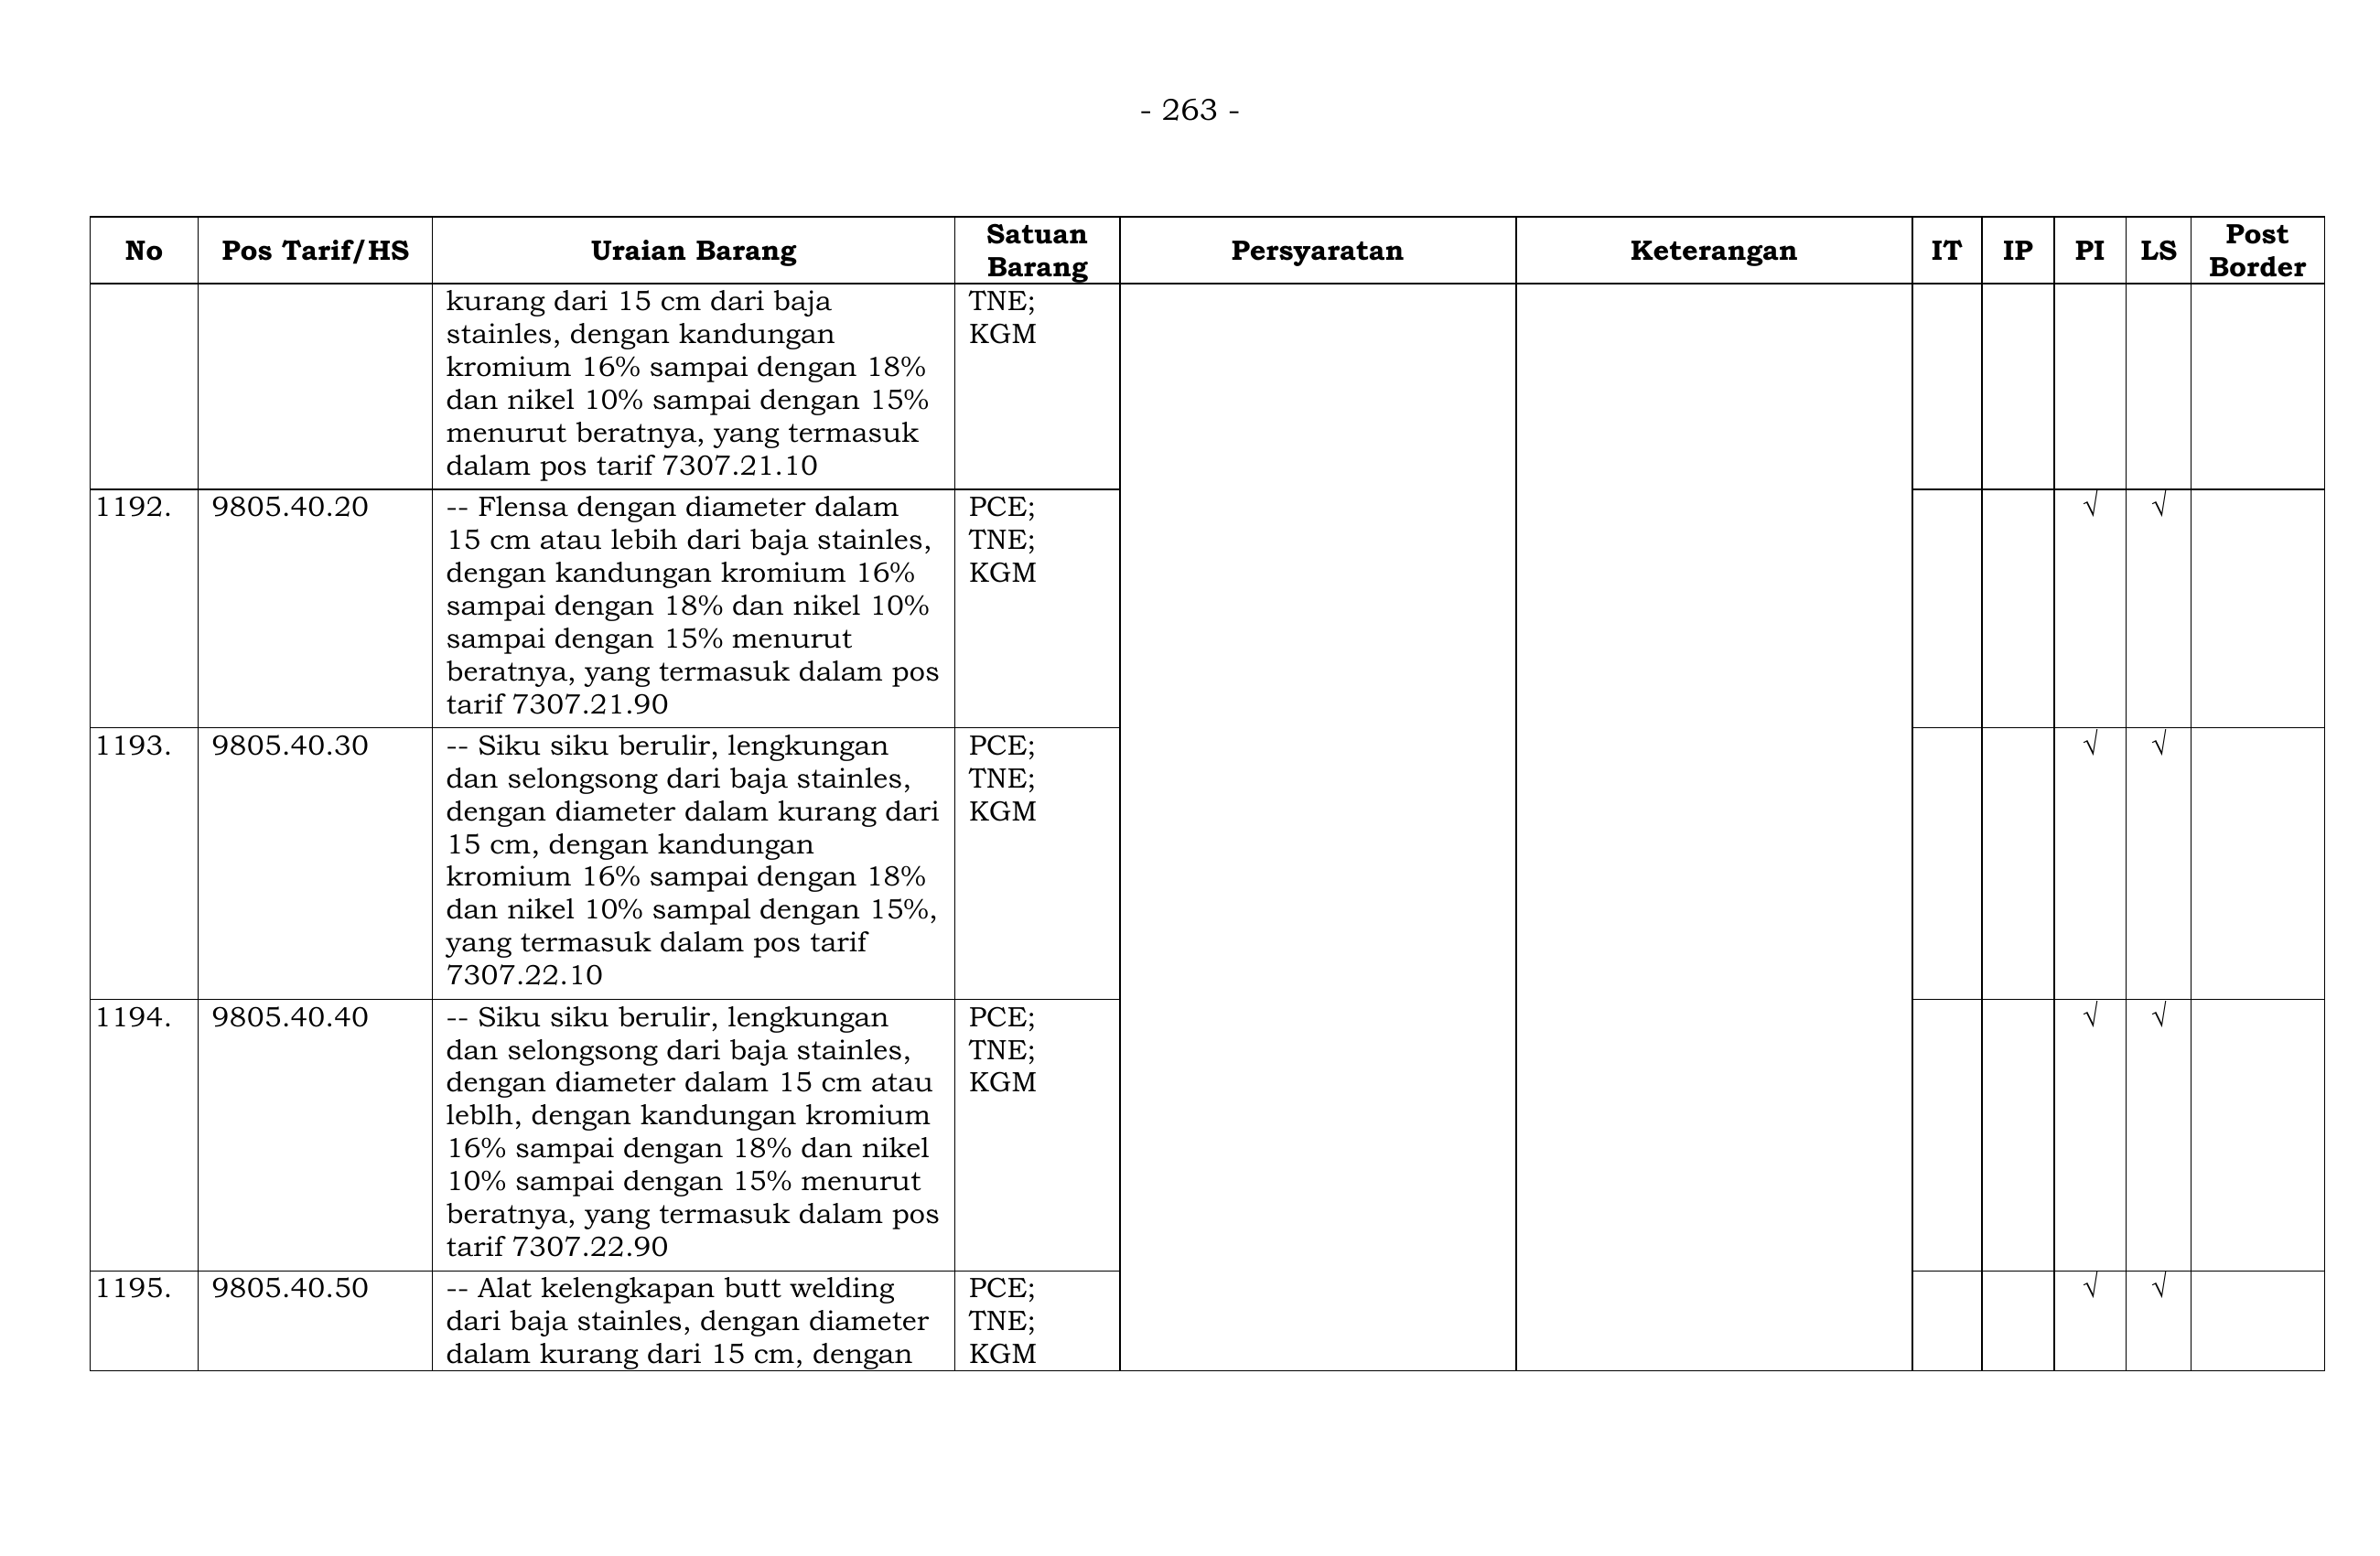 - 263 -
No Pos Tarif/HS Uraian Barang Satuan Barang Persyaratan Keterangan IT IP PI LS Post Border
kurang dari 15 cm dari baja TNE;
stainles, dengan kandungan KGM
kromium 16% sampai dengan 18%
dan nikel 10% sampai dengan 15%
menurut beratnya, yang termasuk
dalam pos tarif 7307.21.10
1192. 9805.40.20 -- Flensa dengan diameter dalam PCE; √ √
15 cm atau lebih dari baja stainles, TNE;
dengan kandungan kromium 16% KGM
sampai dengan 18% dan nikel 10%
sampai dengan 15% menurut
beratnya, yang termasuk dalam pos
tarif 7307.21.90
1193. 9805.40.30 -- Siku siku berulir, lengkungan PCE; √ √
dan selongsong dari baja stainles, TNE;
dengan diameter dalam kurang dari KGM
15 cm, dengan kandungan
kromium 16% sampai dengan 18%
dan nikel 10% sampal dengan 15%,
yang termasuk dalam pos tarif
7307.22.10
1194. 9805.40.40 -- Siku siku berulir, lengkungan PCE; √ √
dan selongsong dari baja stainles, TNE;
dengan diameter dalam 15 cm atau KGM
leblh, dengan kandungan kromium
16% sampai dengan 18% dan nikel
10% sampai dengan 15% menurut
beratnya, yang termasuk dalam pos
tarif 7307.22.90
1195. 9805.40.50 -- Alat kelengkapan butt welding PCE; √ √
dari baja stainles, dengan diameter TNE;
dalam kurang dari 15 cm, dengan KGM